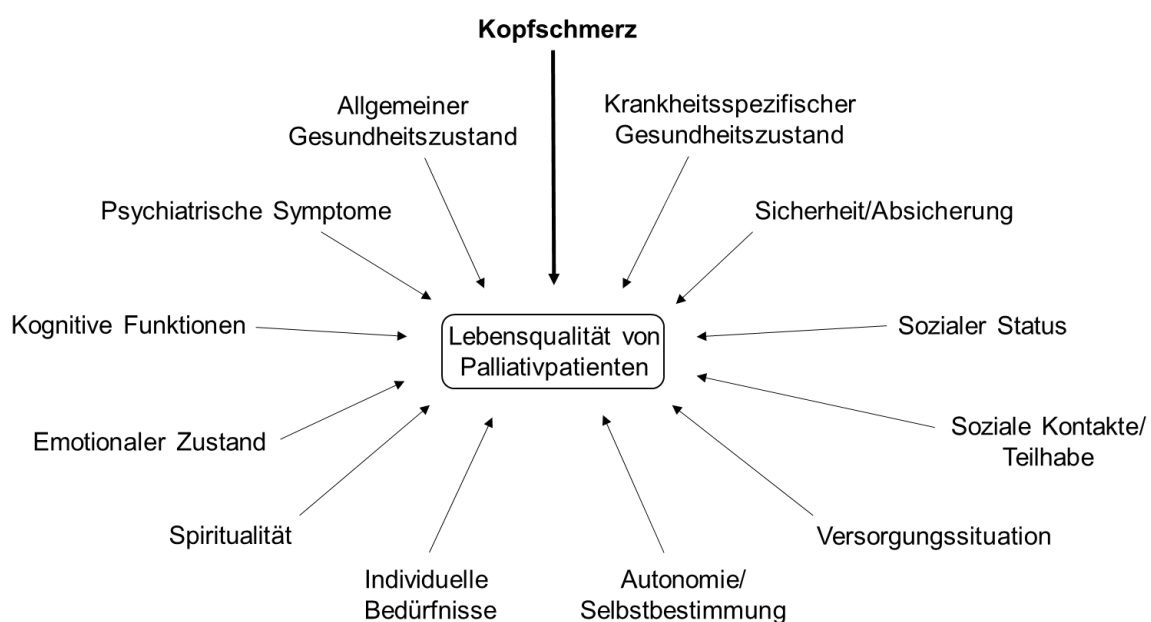 Kopfschmerz
Allgemeiner
Gesundheitszustand
Krankheitsspezifischer
Gesundheitszustand
Psychiatrische Symptome
Sicherheit/Absicherung
Kognitive Funktionen
Lebensqualität von
Palliativpatienten
Sozialer Status
Emotionaler Zustand
Soziale Kontakte/
Teilhabe
Spiritualität
Versorgungssituation
Individuelle
Bedürfnisse
Autonomie/
Selbstbestimmung